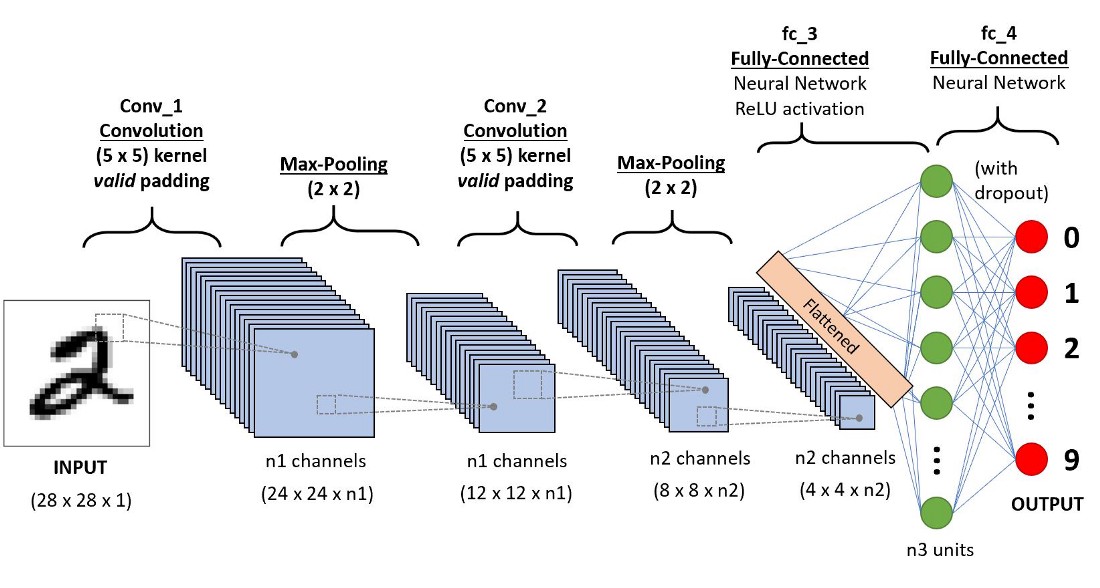 fc_3
Fully-Connected
Neural Network
ReLU activation
fc_4
Fully-Connected
Neural Network
Conv_1
Convolution
(5 x 5) kernel
valid padding
Max-Pooling
(2 x 2)
Conv_2
Convolution
(5 x 5) kernel
valid padding
Max-Pooling
(2 x 2)
(with
dropout)
Flattened
0
1
2
9
OUTPUT
INPUT
(28 x 28 x 1)
n1 channels
(24 x 24 x n1)
n1 channels
(12 x 12 x n1)
n2 channels
(8 x 8 x n2)
n2 channels
(4 x 4 x n2)
n3 units
2